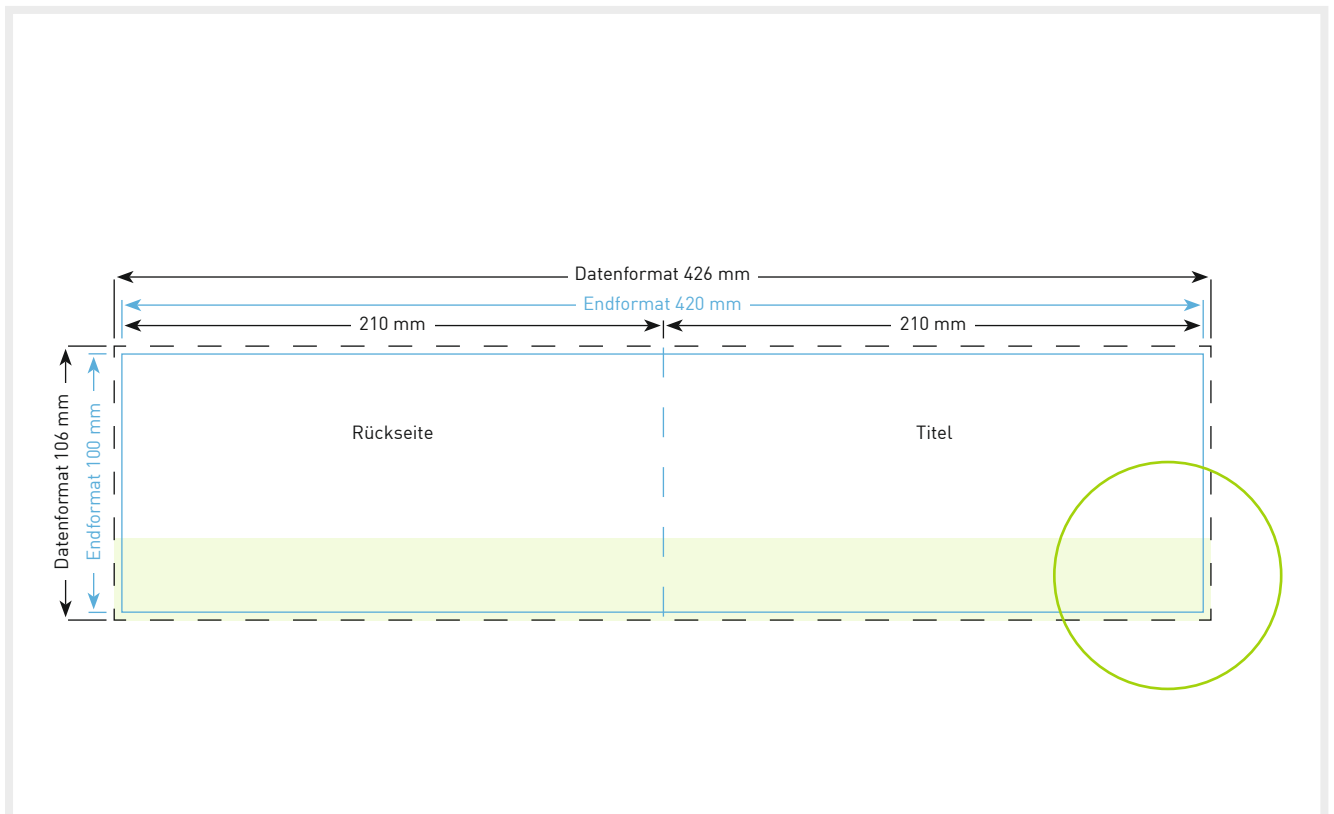 Datenformat 426 mm
Endformat 420 mm
210 mm
210 mm
Datenformat 106 mm
Endformat 100 mm
Rückseite
Titel